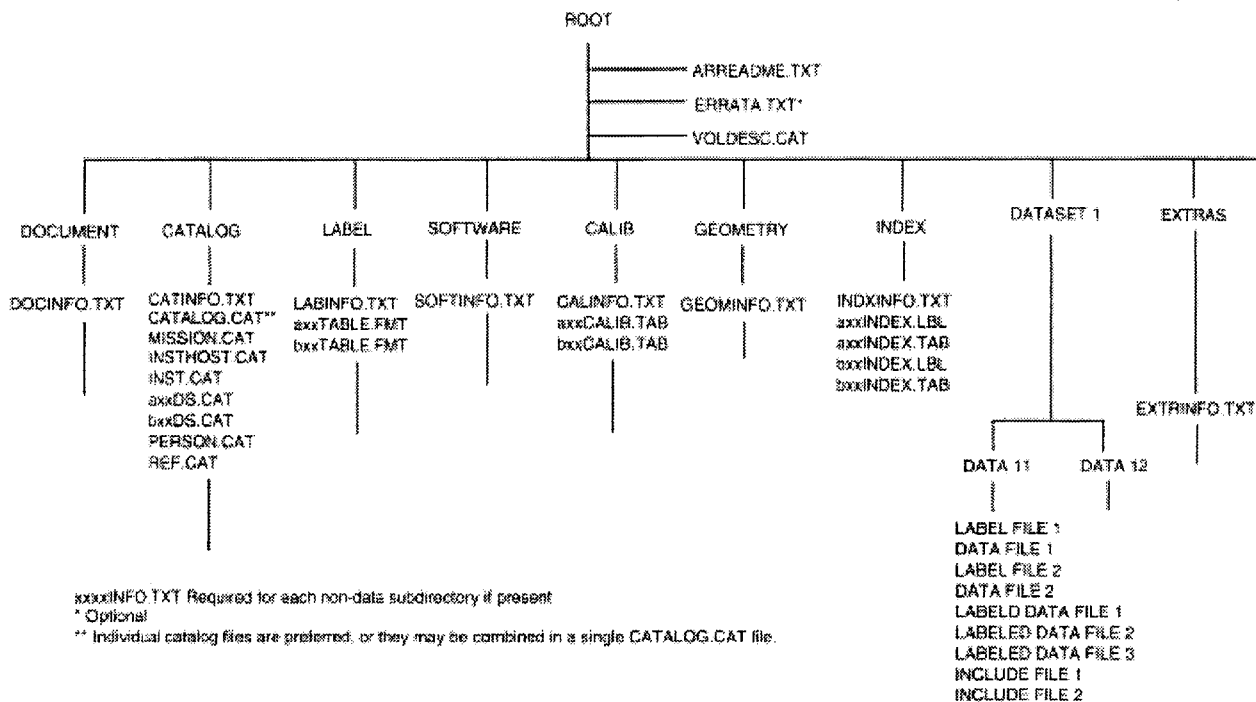 ROOT
ARREADME.TXT
ERRATA.TXT*
VOLDESC.CAT
DOCUMENT
DOCINFO.TXT
CATALOG
CATINFO.TXT
CATALOG.CAT**
MISSION.CAT
INSTHOST.CAT
INST.CAT
axxDS.CAT
bxxDS.CAT
PERSON.CAT
REF.CAT
LABEL
LABINFO.TXT
axxTABLE.FMT
bxxTABLE.FMT
SOFTWARE
SOFTINFO.TXT
CALIB
CALINFO.TXT
axxCALIB.TAB
bxxCALIB.TAB
GEOMETRY
GEOMINFO.TXT
INDEX
INDXINFO.TXT
axxINDEX.LBL
axxINDEX.TAB
bxxINDEX.LBL
bxxINDEX.TAB
DATASET 1
DATA 11
LABEL FILE 1
DATA FILE 1
LABEL FILE 2
DATA FILE 2
LABELED DATA FILE 1
LABELED DATA FILE 2
LABELED DATA FILE 3
INCLUDE FILE 1
INCLUDE FILE 2
DATA 12
EXTRAS
EXTRINFO.TXT
xxxxINFO.TXT Required for each non-data subdirectory if present
* Optional
** Individual catalog files are preferred, or they may be combined in a single CATALOG.CAT file.